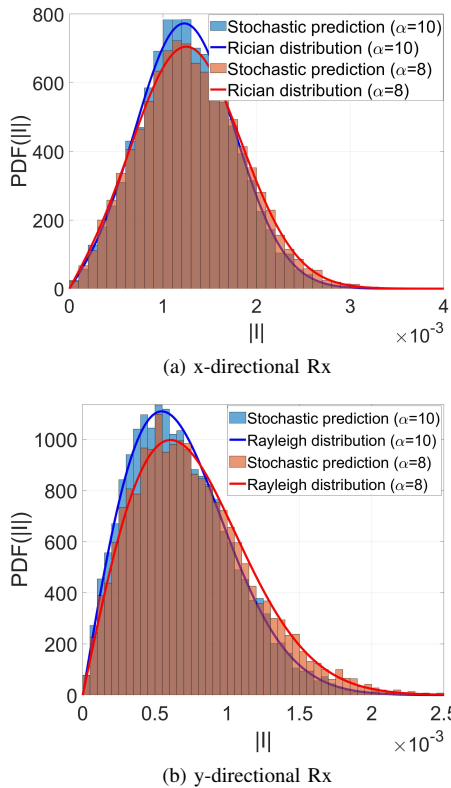 800
600
400
200
0
PDF(|I|)
Stochastic prediction (α=10)
Rician distribution (α=10)
Stochastic prediction (α=8)
Rician distribution (α=8)
0 1 2 3 4
|I|
×10⁻³
(a) x-directional Rx
1000
800
600
400
200
0
PDF(|I|)
Stochastic prediction (α=10)
Rayleigh distribution (α=10)
Stochastic prediction (α=8)
Rayleigh distribution (α=8)
0 0.5 1 1.5 2 2.5
|I|
×10⁻³
(b) y-directional Rx